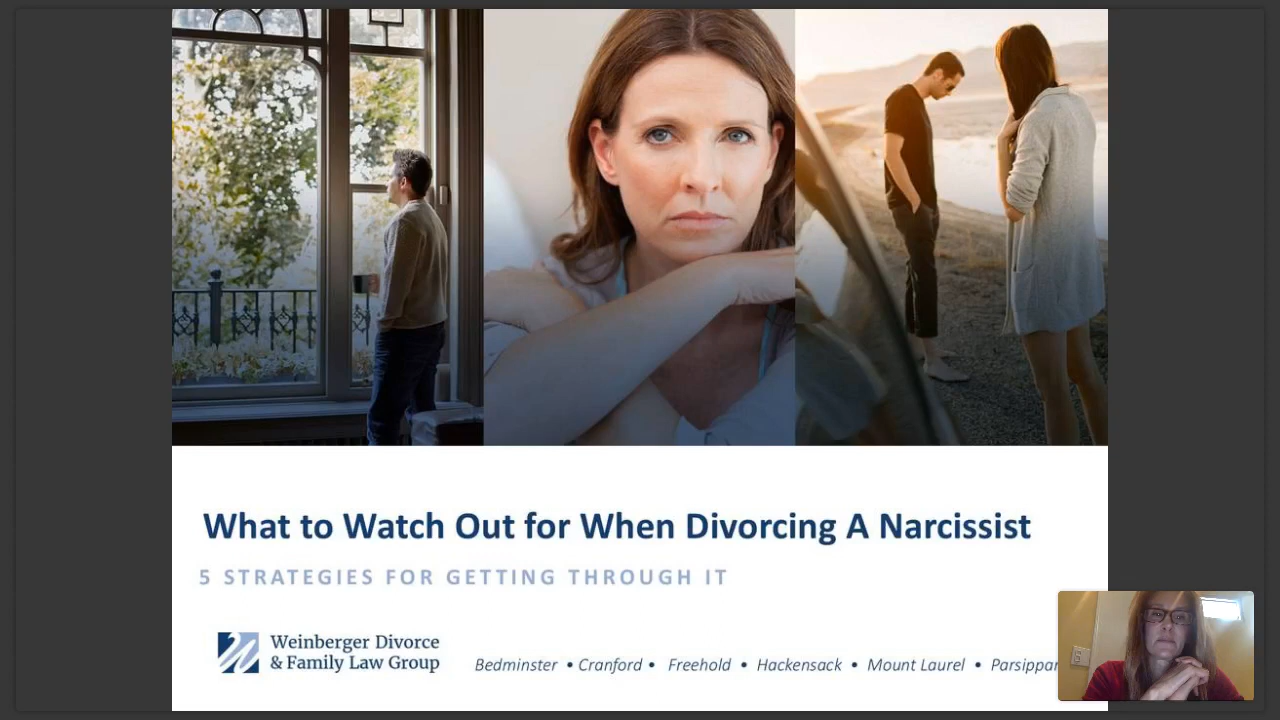 What to Watch Out for When Divorcing A Narcissist
5 STRATEGIES FOR GETTING THROUGH IT
Weinberger Divorce
& Family Law Group
Bedminster • Cranford • Freehold • Hackensack • Mount Laurel •